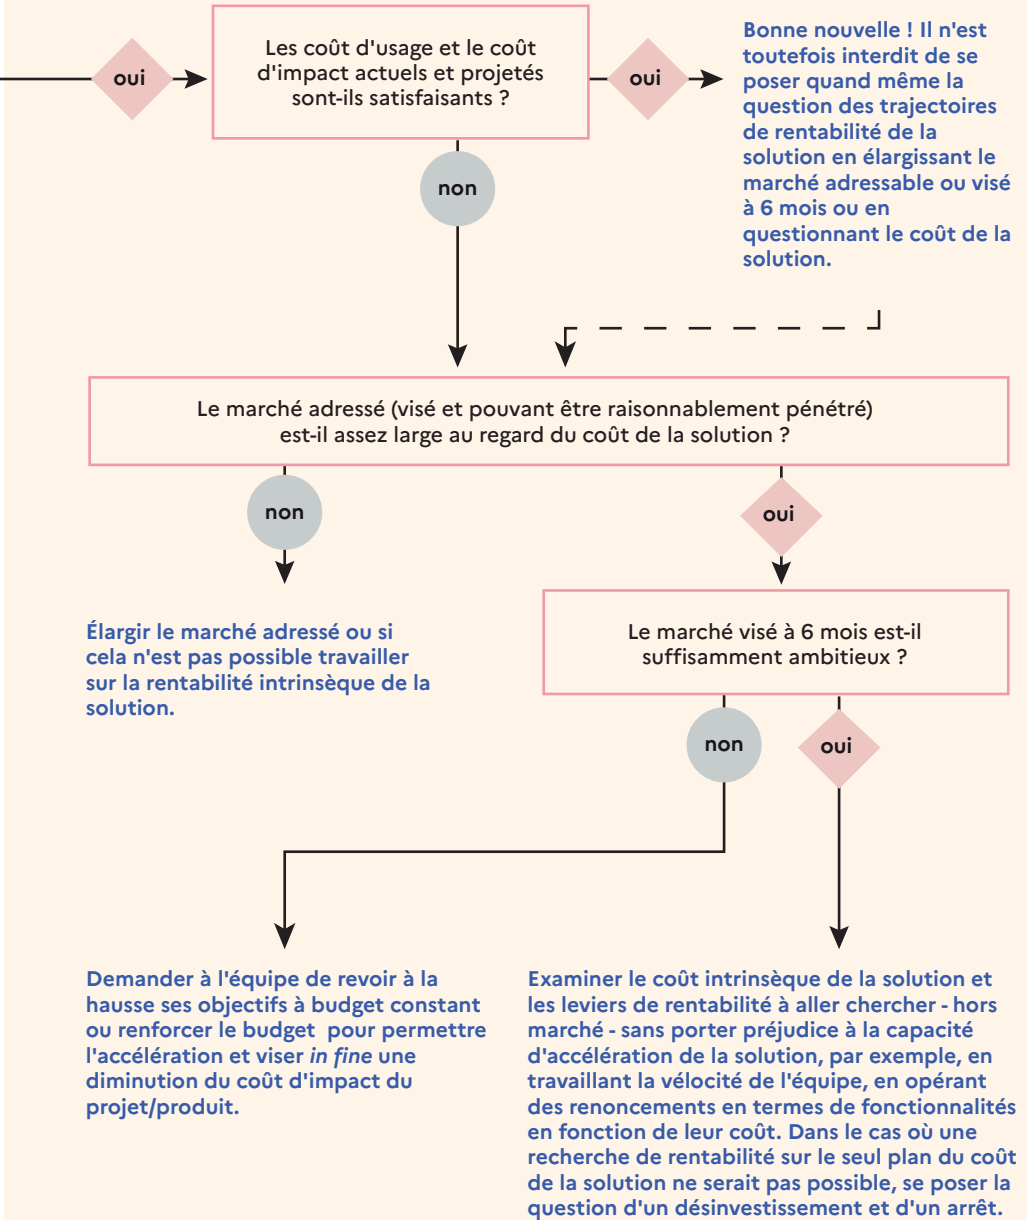 oui
Les coût d'usage et le coût
d'impact actuels et projetés
sont-ils satisfaisants ?
oui
Bonne nouvelle ! Il n'est
toutefois interdit de se
poser quand même la
question des trajectoires
de rentabilité de la
solution en élargissant le
marché adressable ou visé
à 6 mois ou en
questionnant le coût de la
solution.
non
Le marché adressé (visé et pouvant être raisonnablement pénétré)
est-il assez large au regard du coût de la solution ?
non
oui
Élargir le marché adressé ou si
cela n'est pas possible travailler
sur la rentabilité intrinsèque de la
solution.
Le marché visé à 6 mois est-il
suffisamment ambitieux ?
non
oui
Demander à l'équipe de revoir à la
hausse ses objectifs à budget constant
ou renforcer le budget pour permettre
l'accélération et viser in fine une
diminution du coût d'impact du
projet/produit.
Examiner le coût intrinsèque de la solution et
les leviers de rentabilité à aller chercher - hors
marché - sans porter préjudice à la capacité
d'accélération de la solution, par exemple, en
travaillant la vélocité de l'équipe, en opérant
des renoncements en termes de fonctionnalités
en fonction de leur coût. Dans le cas où une
recherche de rentabilité sur le seul plan du coût
de la solution ne serait pas possible, se poser la
question d'un désinvestissement et d'un arrêt.